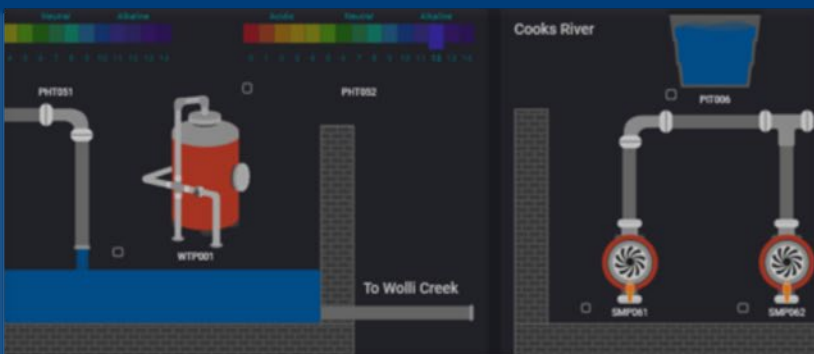 Neutral Alkaline
Acidic Neutral Alkaline
Cooks River
PHT051
PHT052
PIT006
WTP001
To Wolli Creek
SMP061
SMP062